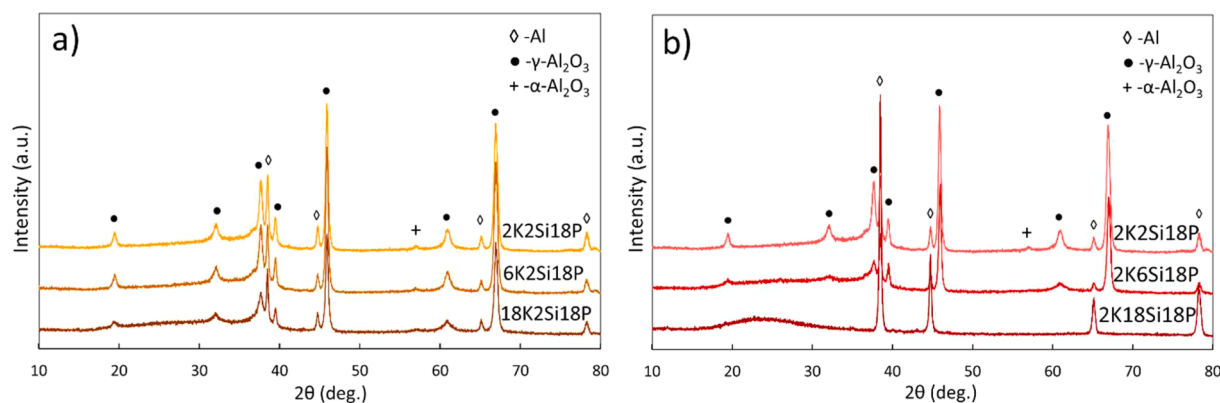 a)
◊ -Al
● -γ-Al₂O₃
+ -α-Al₂O₃
Intensity (a.u.)
2K2Si18P
6K2Si18P
18K2Si18P
10 20 30 40 50 60 70 80
2θ (deg.)
b)
◊ -Al
● -γ-Al₂O₃
+ -α-Al₂O₃
Intensity (a.u.)
2K2Si18P
2K6Si18P
2K18Si18P
10 20 30 40 50 60 70 80
2θ (deg.)